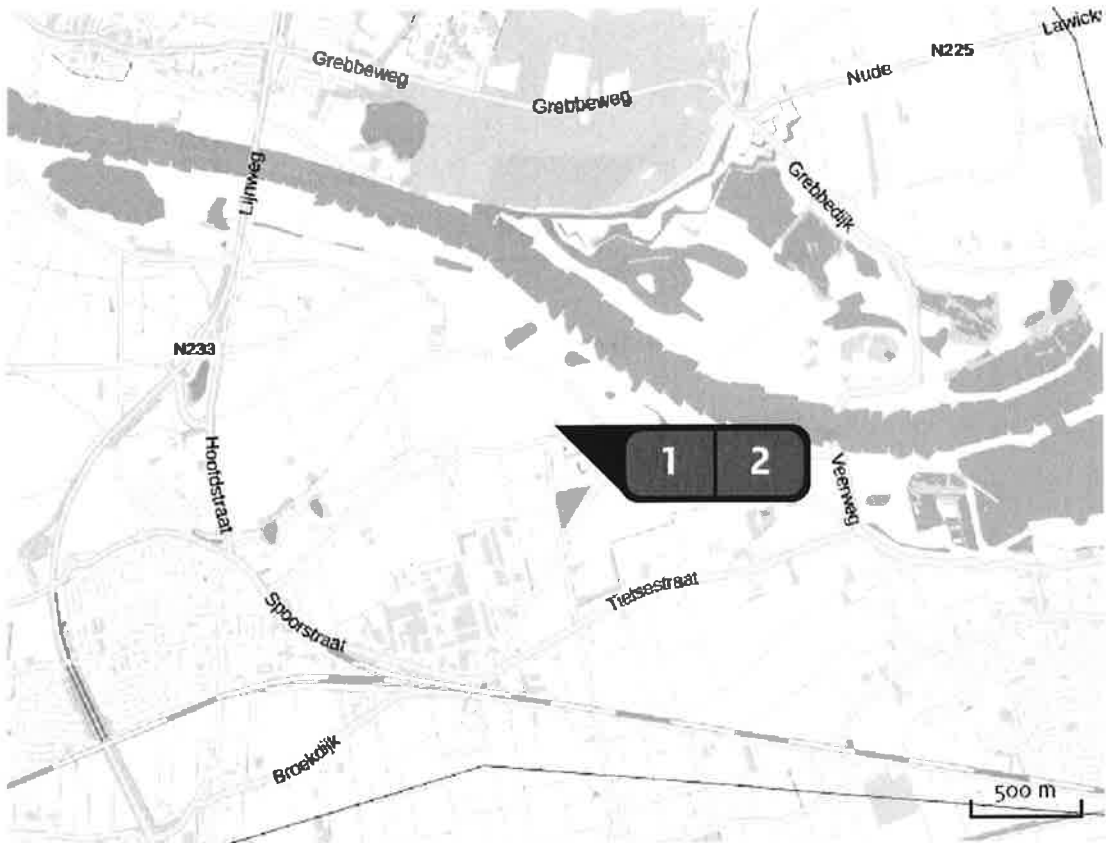 Lawick
N225
Nude
Grebbeweg
Grebbeweg
Grebbedijk
Lijnweg
N233
Hoofdstraat
1 2
Veerweg
Tielsestraat
Spoorstraat
Broekdijk
500 m